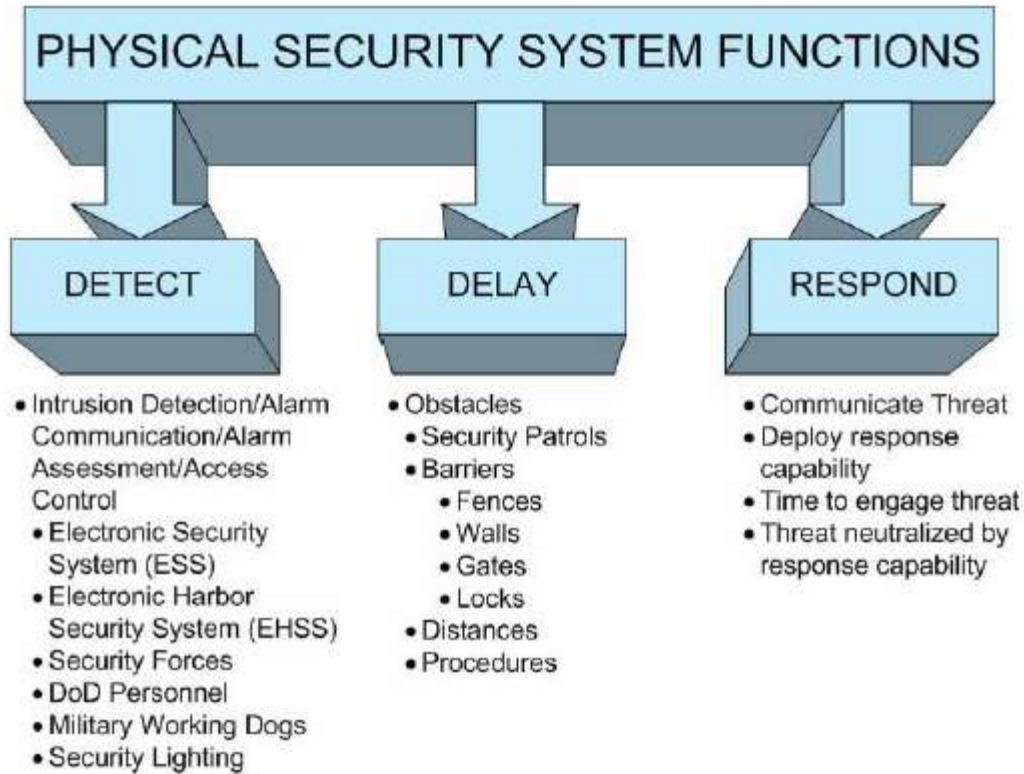 PHYSICAL SECURITY SYSTEM FUNCTIONS
DETECT
• Intrusion Detection/Alarm
Communication/Alarm
Assessment/Access
Control
• Electronic Security
System (ESS)
• Electronic Harbor
Security System (EHSS)
• Security Forces
• DoD Personnel
• Military Working Dogs
• Security Lighting
DELAY
• Obstacles
• Security Patrols
• Barriers
• Fences
• Walls
• Gates
• Locks
• Distances
• Procedures
RESPOND
• Communicate Threat
• Deploy response
capability
• Time to engage threat
• Threat neutralized by
response capability